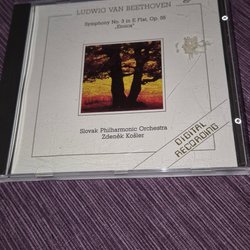 LUDWIG VAN BEETHOVEN
Symphony No. 3 in E Flat, Op. 55
„Eroica"
Slovak Philharmonic Orchestra
Zdeněk Košler
DIGITAL
RECORDING